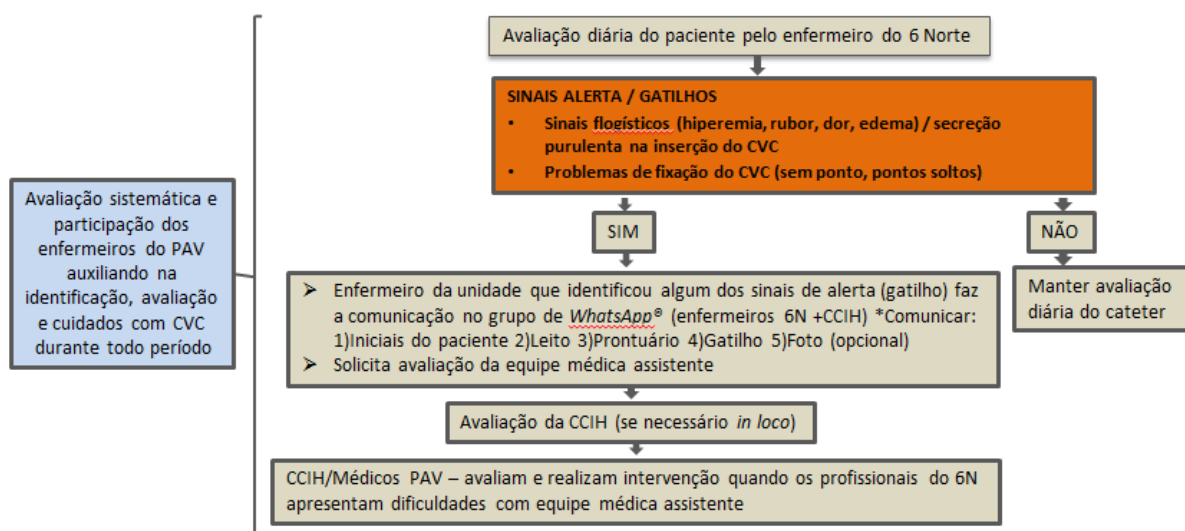 Avaliação diária do paciente pelo enfermeiro do 6 Norte
SINAIS ALERTA / GATILHOS
• Sinais flogísticos (hiperemia, rubor, dor, edema) / secreção
purulenta na inserção do CVC
• Problemas de fixação do CVC (sem ponto, pontos soltos)
Avaliação sistemática e
participação dos
enfermeiros do PAV
auxiliando na
identificação, avaliação
e cuidados com CVC
durante todo período
SIM
NÃO
➢ Enfermeiro da unidade que identificou algum dos sinais de alerta (gatilho) faz
a comunicação no grupo de WhatsApp® (enfermeiros 6N +CCIH) *Comunicar:
1)Iniciais do paciente 2)Leito 3)Prontuário 4)Gatilho 5)Foto (opcional)
➢ Solicita avaliação da equipe médica assistente
Manter avaliação
diária do cateter
Avaliação da CCIH (se necessário in loco)
CCIH/Médicos PAV – avaliam e realizam intervenção quando os profissionais do 6N
apresentam dificuldades com equipe médica assistente